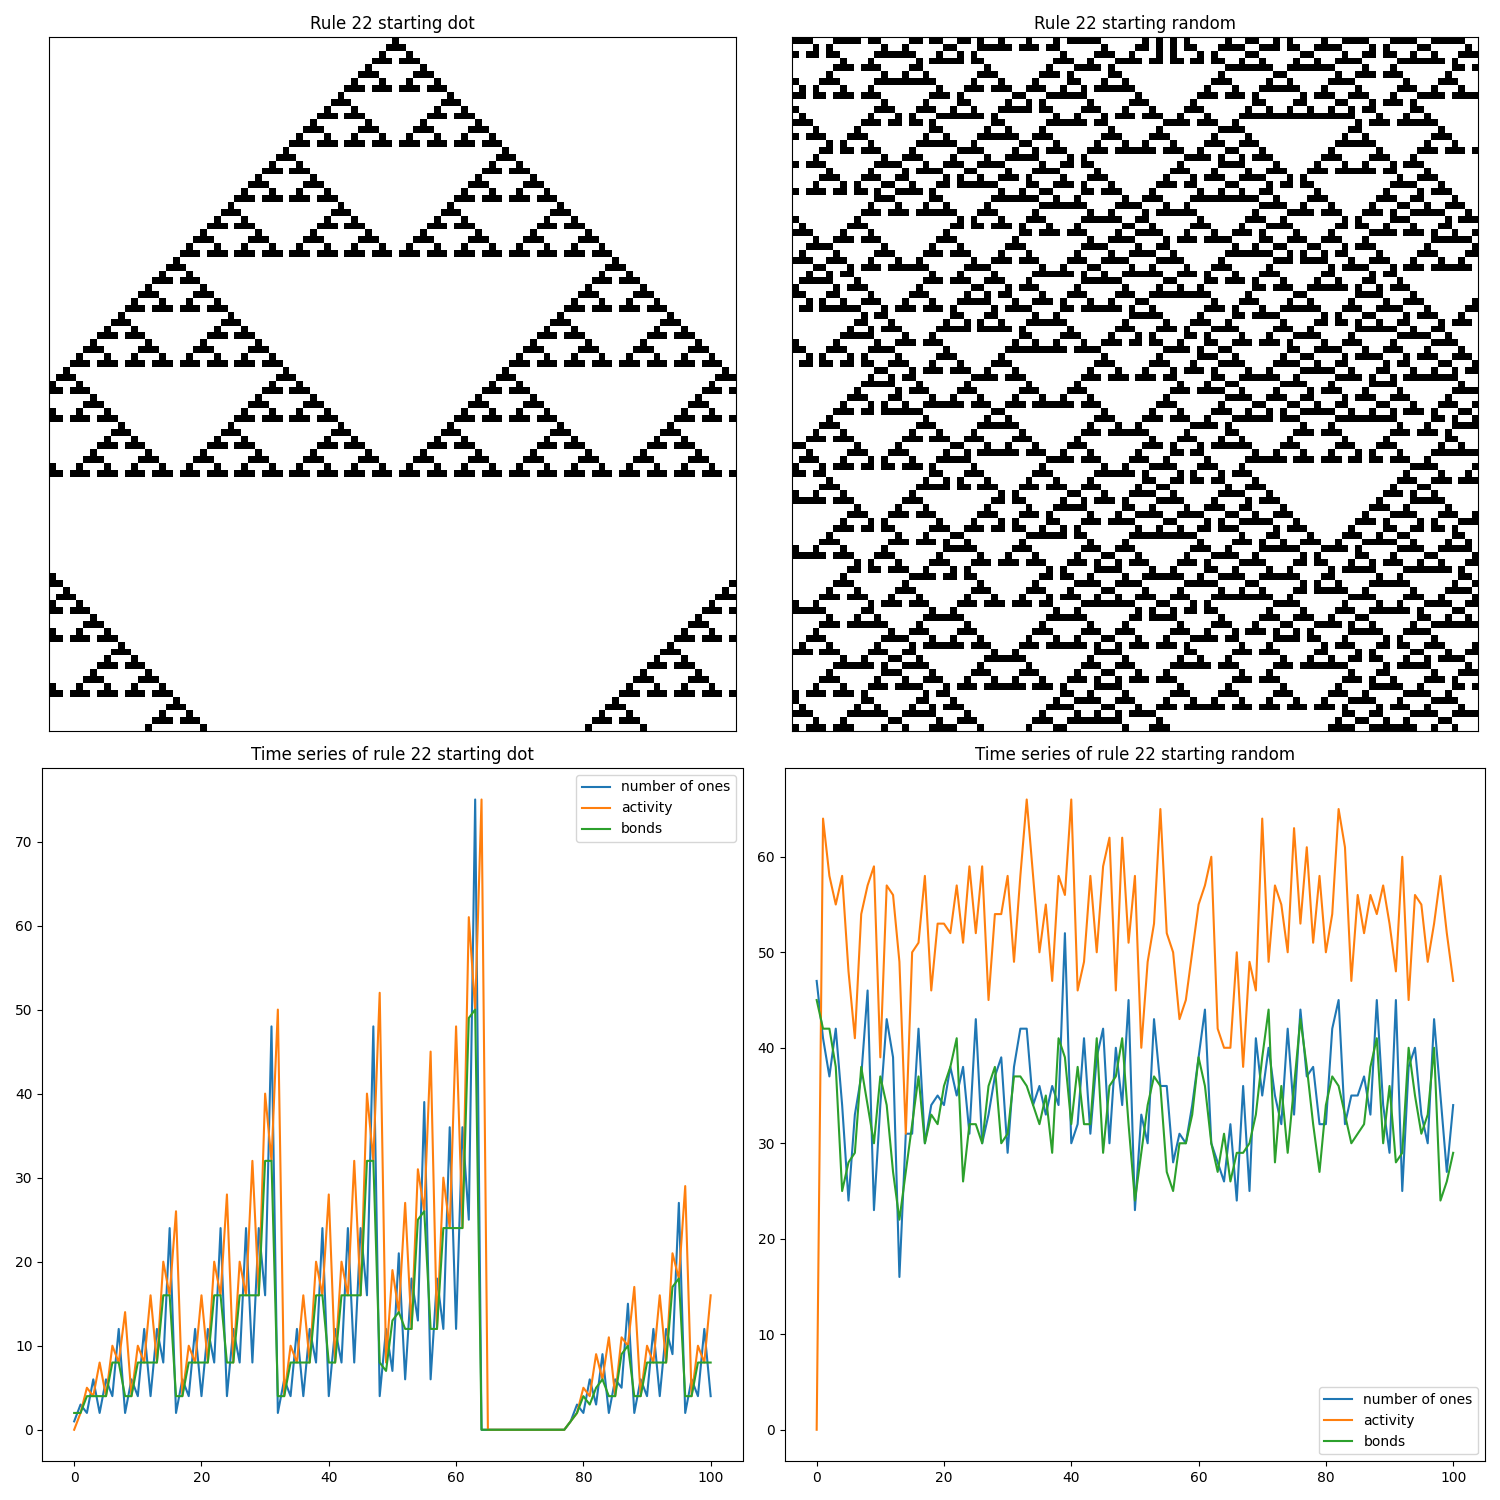 Rule 22 starting dot
Rule 22 starting random
Time series of rule 22 starting dot
number of ones
activity
bonds
70
60
50
40
30
20
10
0
0 20 40 60 80 100
Time series of rule 22 starting random
60
50
40
30
20
10
0
number of ones
activity
bonds
0 20 40 60 80 100